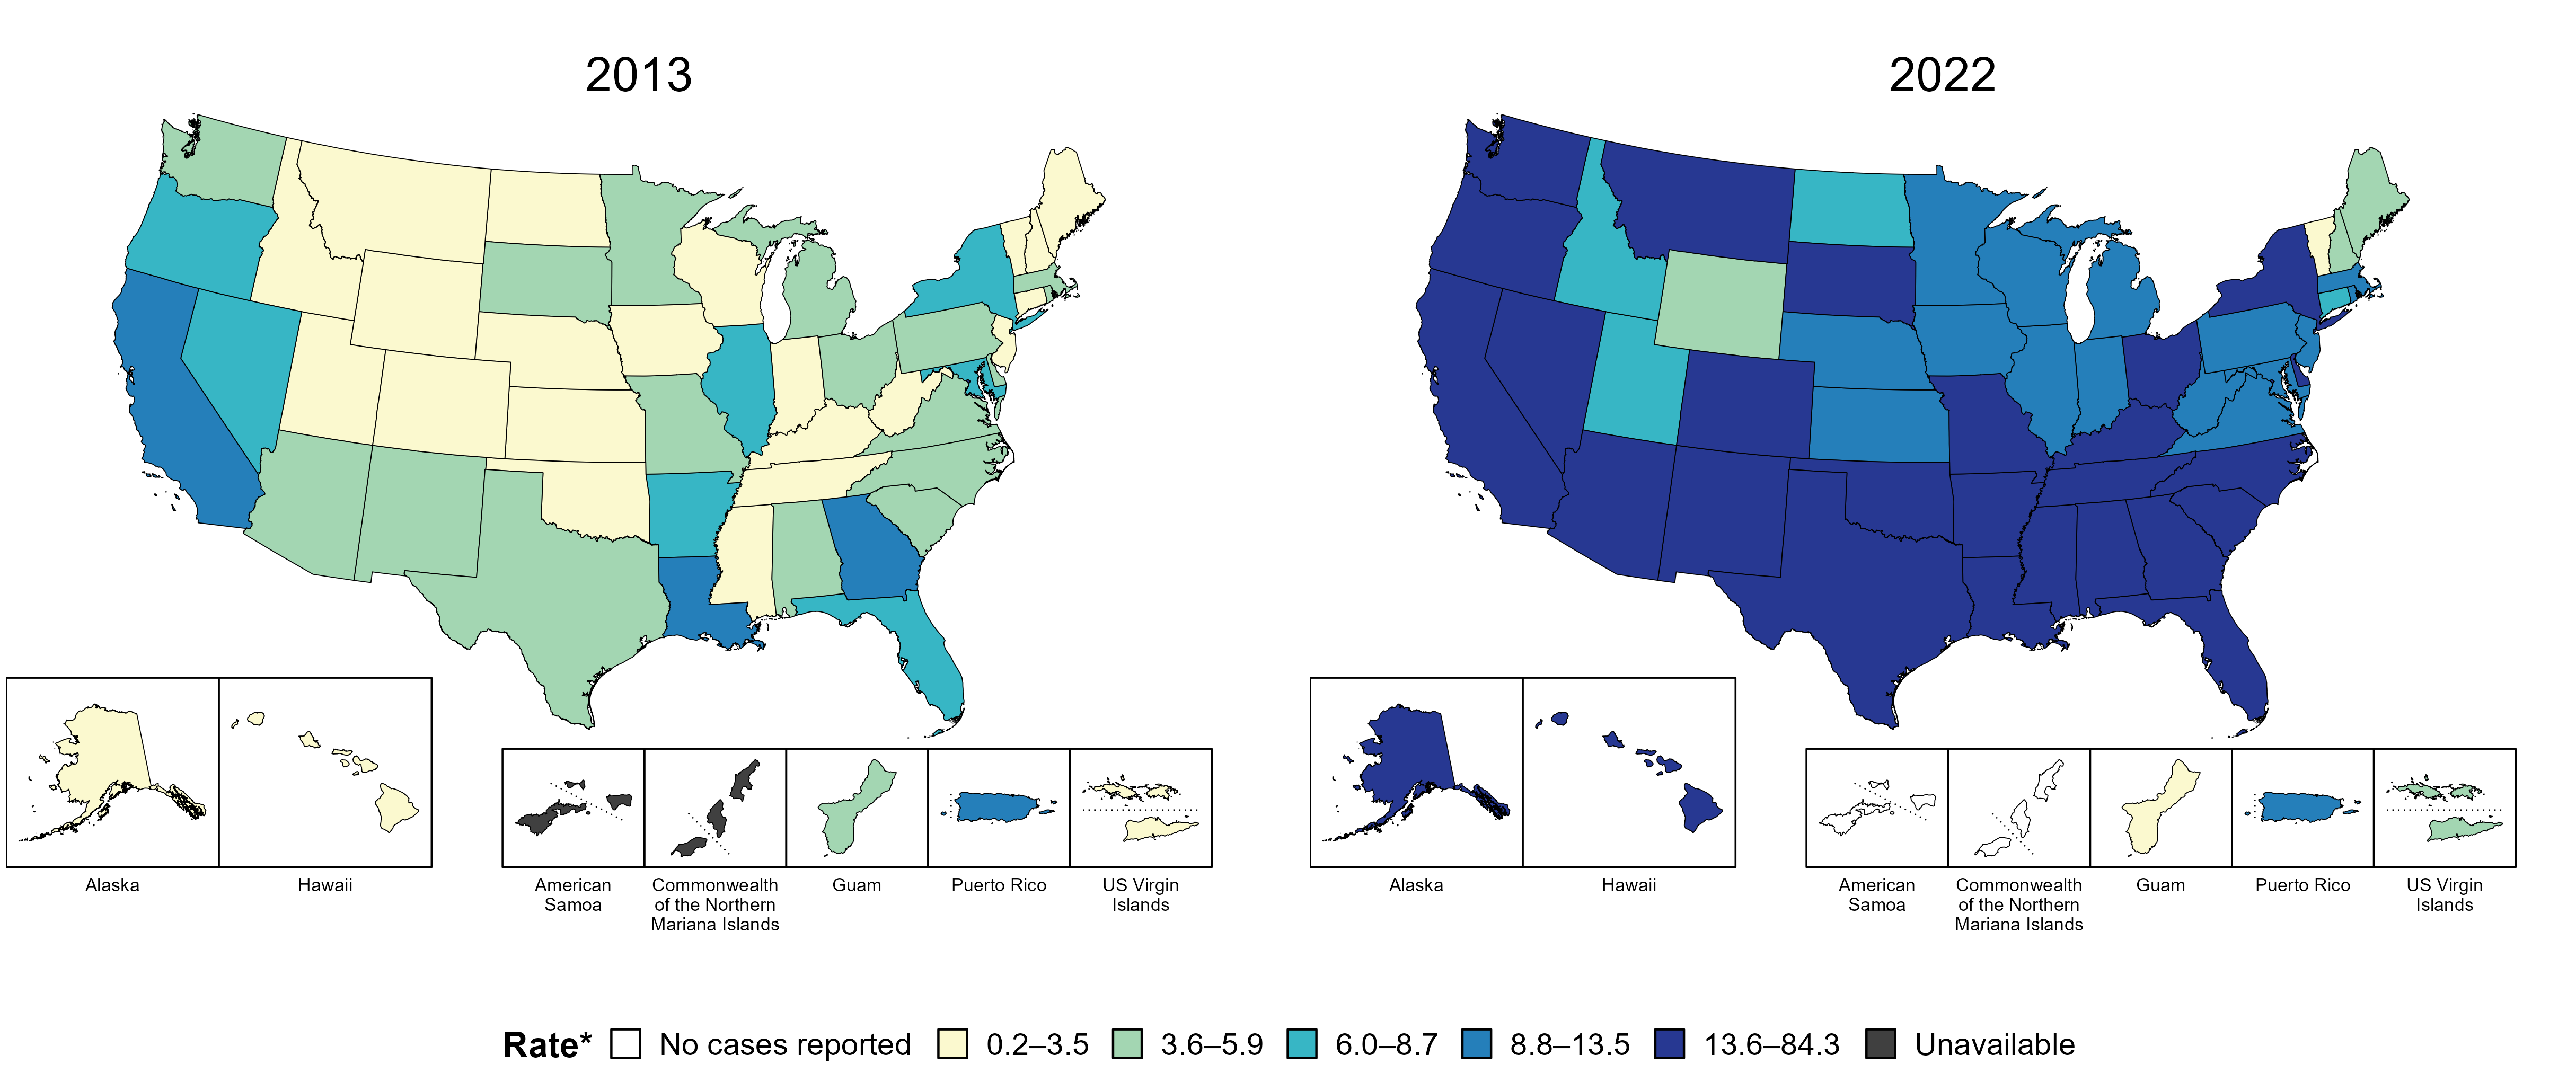 2013
2022
Alaska
Hawaii
American
Samoa
Commonwealth
of the Northern
Mariana Islands
Guam
Puerto Rico
US Virgin
Islands
Alaska
Hawaii
American
Samoa
Commonwealth
of the Northern
Mariana Islands
Guam
Puerto Rico
US Virgin
Islands
Rate* No cases reported 0.2–3.5 3.6–5.9 6.0–8.7 8.8–13.5 13.6–84.3 Unavailable